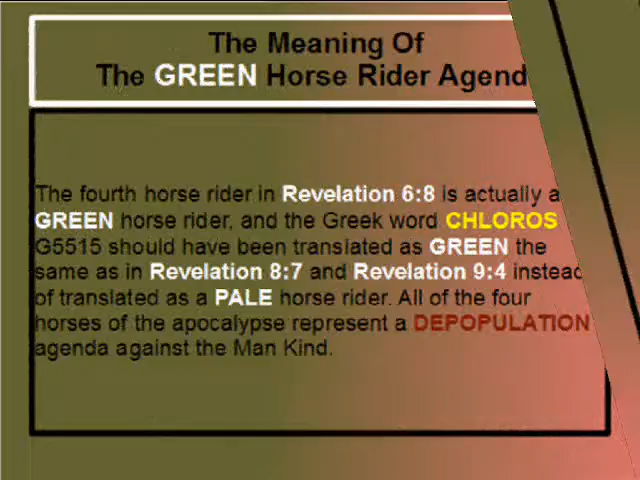 The Meaning Of
The GREEN Horse Rider Agend
The fourth horse rider in Revelation 6:8 is actually a
GREEN horse rider, and the Greek word CHLOROS
G5515 should have been translated as GREEN the
same as in Revelation 8:7 and Revelation 9:4 instead
of translated as a PALE horse rider. All of the four
horses of the apocalypse represent a DEPOPULATION
agenda against the Man Kind.